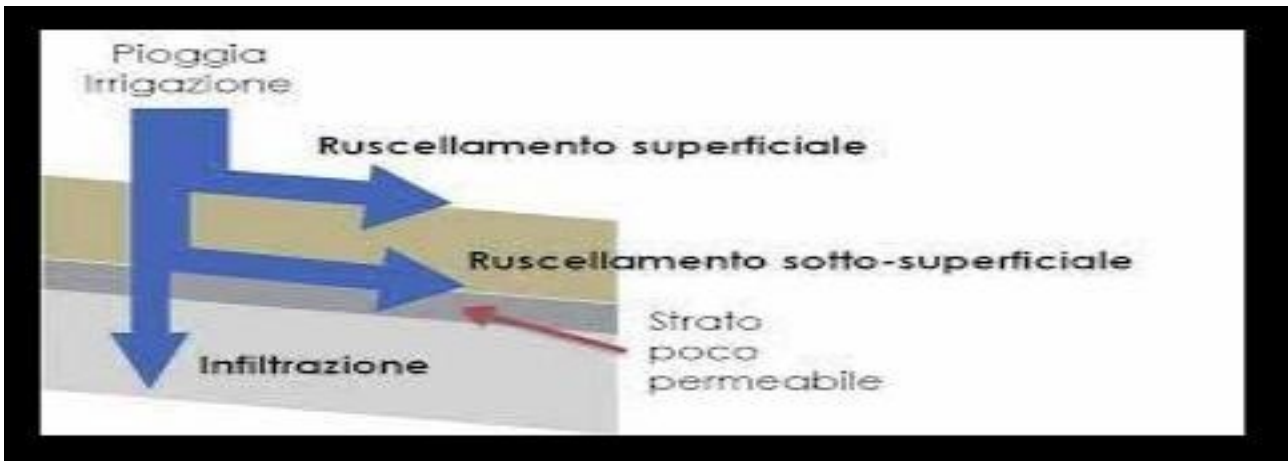 Pioggia
Irrigazione
Ruscellamento superficiale
Ruscellamento sotto-superficiale
Strato
poco
permeabile
Infiltrazione